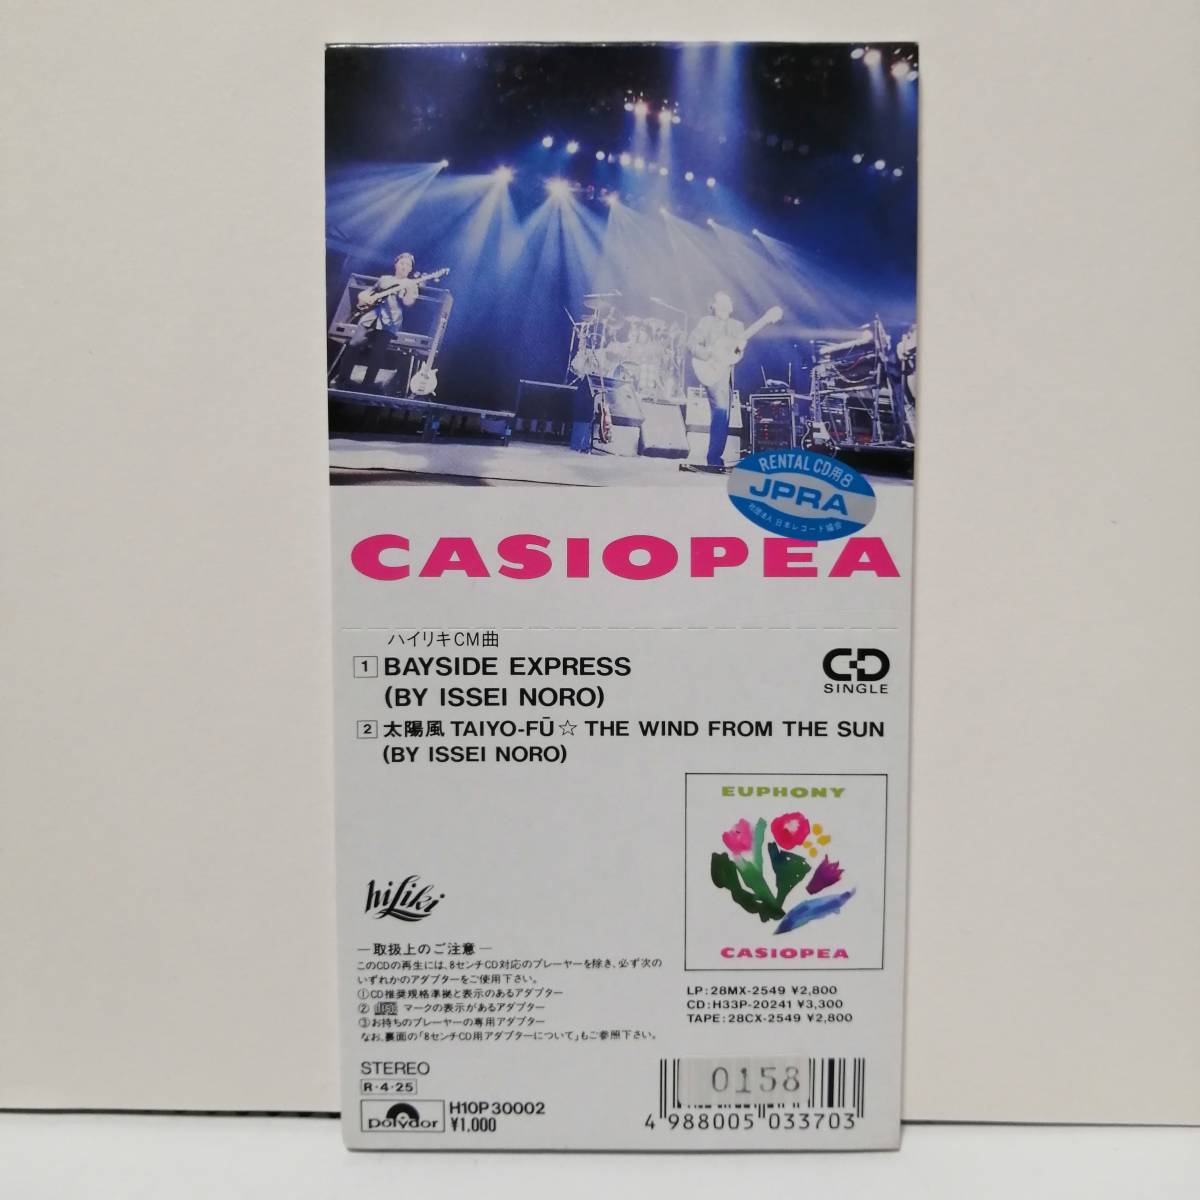 RENTAL CD用8
JPRA
社団法人 日本レコード協会
CASIOPEA
ハイリキCM曲
1 BAYSIDE EXPRESS
(BY ISSEI NORO)
CD
SINGLE
2 太陽風 TAIYO-FŪ☆ THE WIND FROM THE SUN
(BY ISSEI NORO)
EUPHONY
CASIOPEA
hiLiki
—取扱上のご注意—
このCDの再生には、8センチCD対応のプレーヤーを除き、必ず次の
いずれかのアダプターをご使用下さい。
①CD推奨規格準拠と表示のあるアダプター
② マークの表示があるアダプター
③お持ちのプレーヤーの専用アダプター
なお、裏面の「8センチCD用アダプターについて」もご参照下さい。
LP:28MX-2549 ¥2,800
CD:H33P-20241 ¥3,300
TAPE:28CX-2549 ¥2,800
STEREO
R·4·25
polydor
H10P 30002
¥1,000
0158
4 988005 033703